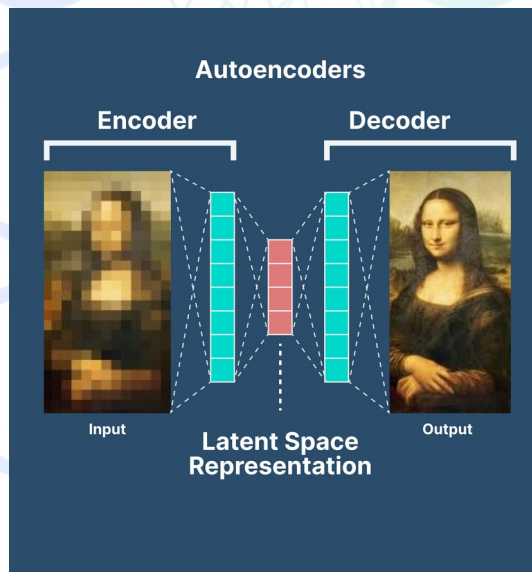 Autoencoders
Encoder
Decoder
Input
Output
Latent Space
Representation